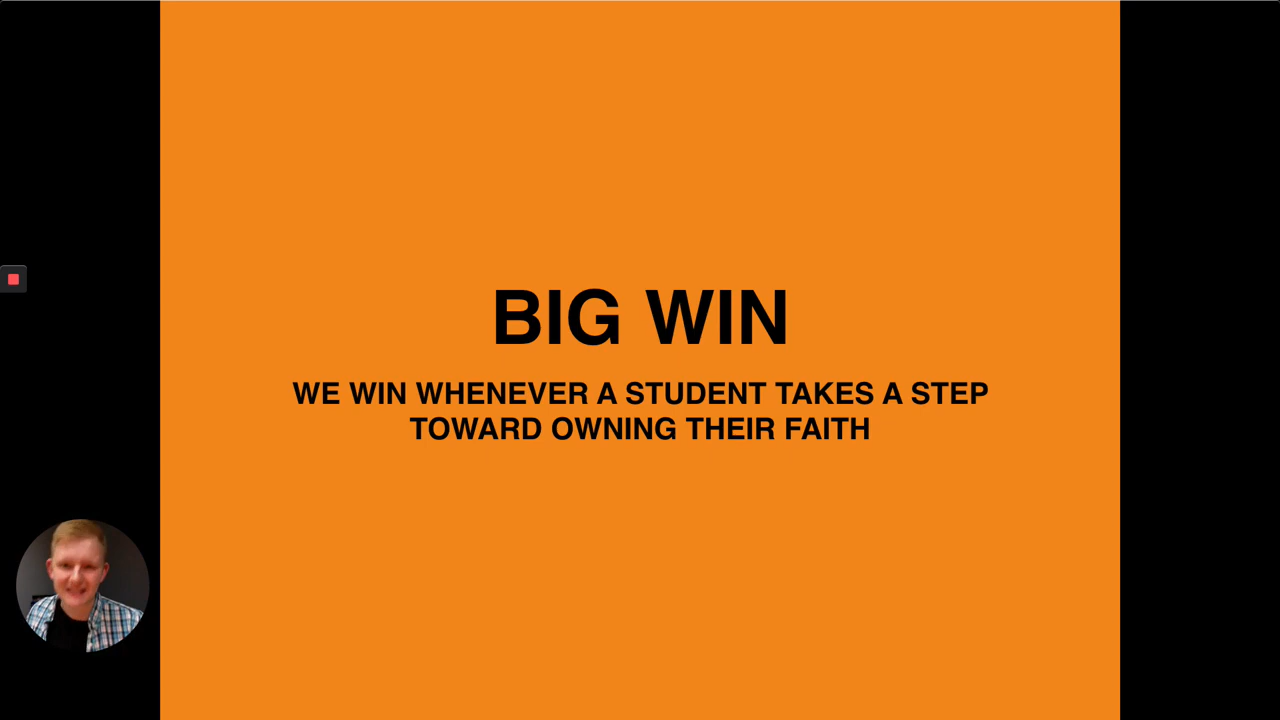 BIG WIN
WE WIN WHENEVER A STUDENT TAKES A STEP
TOWARD OWNING THEIR FAITH